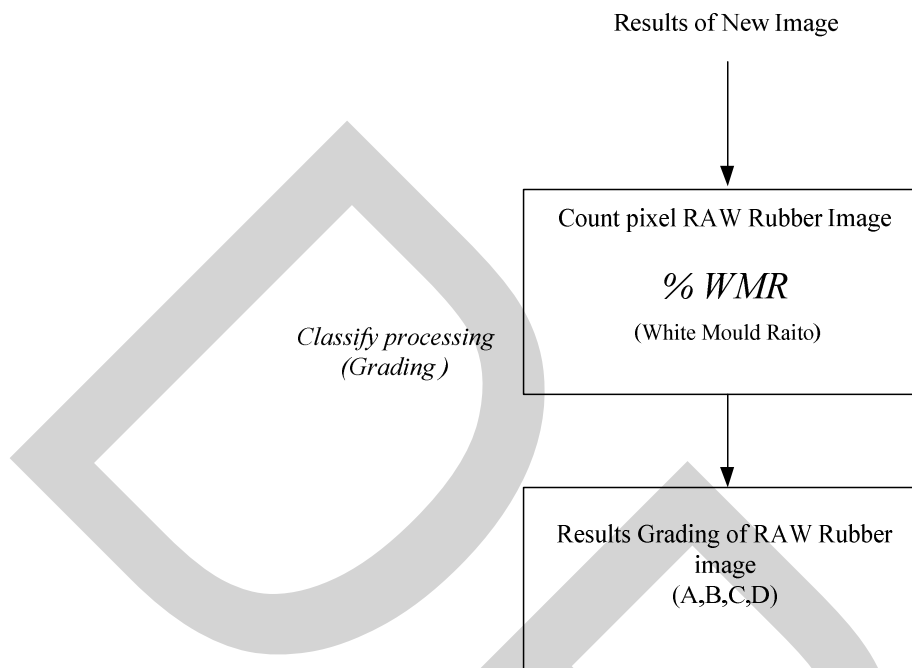 Results of New Image
Count pixel RAW Rubber Image
% WMR
(White Mould Raito)
Classify processing
(Grading )
Results Grading of RAW Rubber
image
(A,B,C,D)